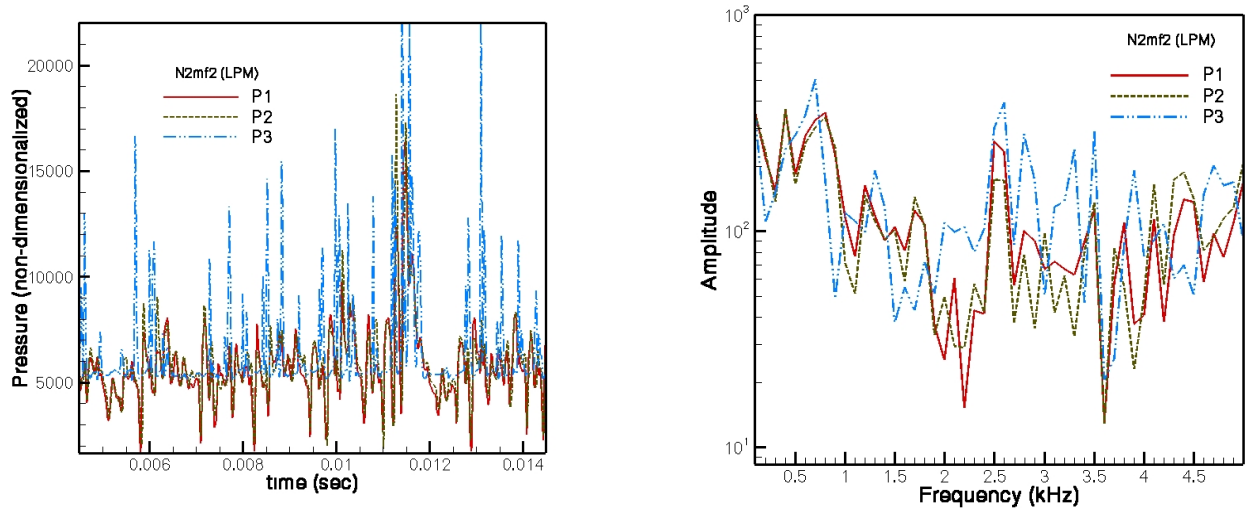 N2mf2 (LPM)
P1
P2
P3
Pressure (non-dimensionalized)
20000
15000
10000
5000
0.006
0.008
0.01
0.012
0.014
time (sec)
N2mf2 (LPM)
P1
P2
P3
Amplitude
10³
10²
10¹
0.5
1
1.5
2
2.5
3
3.5
4
4.5
Frequency (kHz)